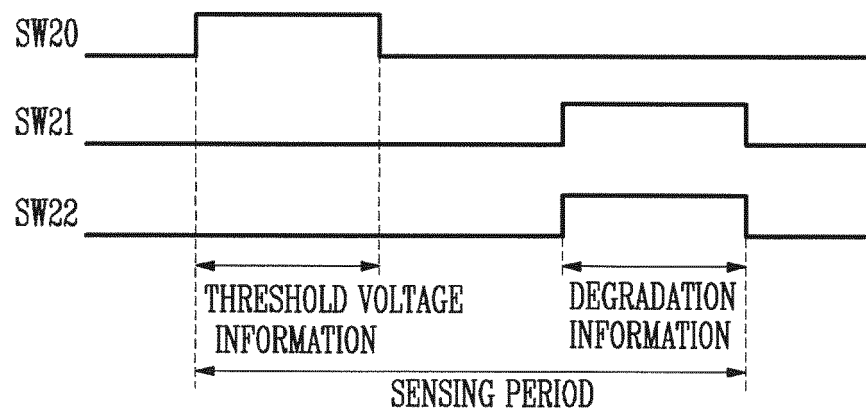 SW20
SW21
SW22
THRESHOLD VOLTAGE
INFORMATION
DEGRADATION
INFORMATION
SENSING PERIOD